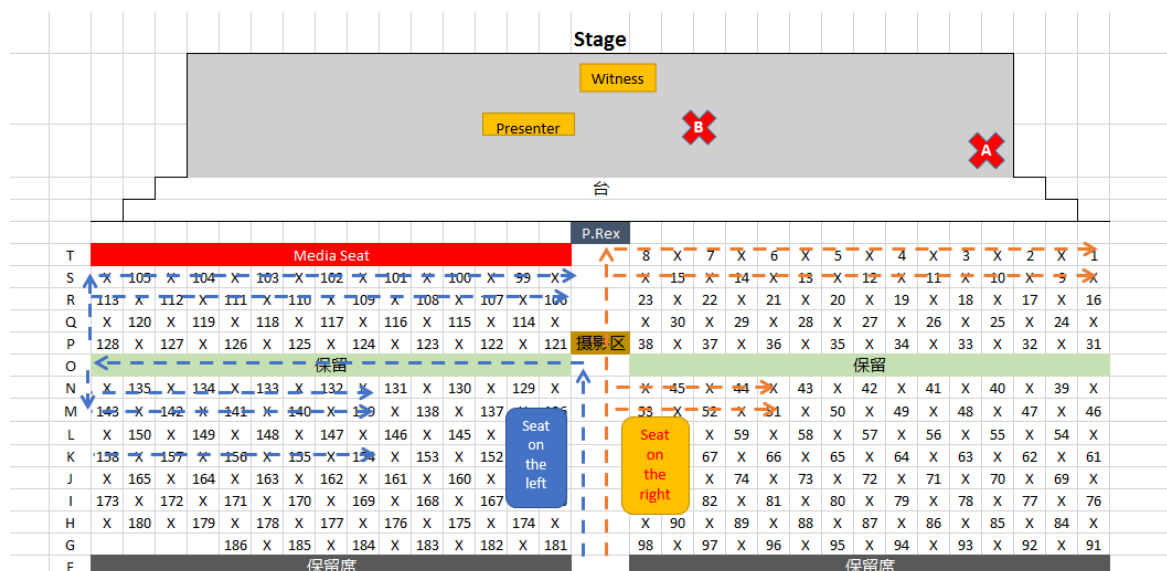 Stage
Witness
Presenter
B
A
台
P.Rex
T Media Seat 8 X 7 X 6 X 5 X 4 X 3 X 2 X 1
S X 105 X 104 X 103 X 102 X 101 X 100 X 99 X X 15 X 14 X 13 X 12 X 11 X 10 X 9 X
R 113 X 112 X 111 X 110 X 109 X 108 X 107 X 106 23 X 22 X 21 X 20 X 19 X 18 X 17 X 16
Q X 120 X 119 X 118 X 117 X 116 X 115 X 114 X X 30 X 29 X 28 X 27 X 26 X 25 X 24 X
P 128 X 127 X 126 X 125 X 124 X 123 X 122 X 121 摄影区 38 X 37 X 36 X 35 X 34 X 33 X 32 X 31
O 保留 保留
N X 135 X 134 X 133 X 132 X 131 X 130 X 129 X X 45 X 44 X 43 X 42 X 41 X 40 X 39 X
M 143 X 142 X 141 X 140 X 139 X 138 X 137 53 X 52 X 51 X 50 X 49 X 48 X 47 X 46
L X 150 X 149 X 148 X 147 X 146 X 145 X X 59 X 58 X 57 X 56 X 55 X 54 X
K 158 X 157 X 156 X 155 X 154 X 153 X 152 67 X 66 X 65 X 64 X 63 X 62 X 61
J X 165 X 164 X 163 X 162 X 161 X 160 X X 74 X 73 X 72 X 71 X 70 X 69 X
I 173 X 172 X 171 X 170 X 169 X 168 X 167 82 X 81 X 80 X 79 X 78 X 77 X 76
H X 180 X 179 X 178 X 177 X 176 X 175 X 174 X X 90 X 89 X 88 X 87 X 86 X 85 X 84 X
G 186 X 185 X 184 X 183 X 182 X 181 98 X 97 X 96 X 95 X 94 X 93 X 92 X 91
F 保留席 保留席
Seat
on
the
left
Seat
on
the
right